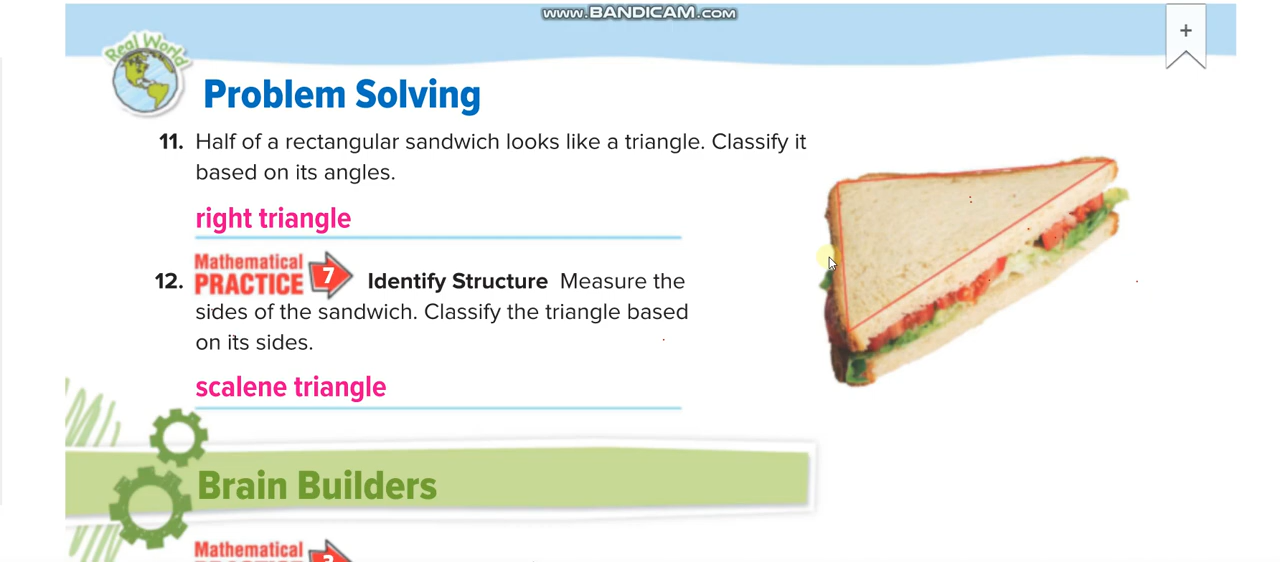 www.BANDICAM.com
+
Real World
Problem Solving
11. Half of a rectangular sandwich looks like a triangle. Classify it
based on its angles.
right triangle
12. Mathematical PRACTICE 7 Identify Structure Measure the
sides of the sandwich. Classify the triangle based
on its sides.
scalene triangle
Brain Builders
Mathematical